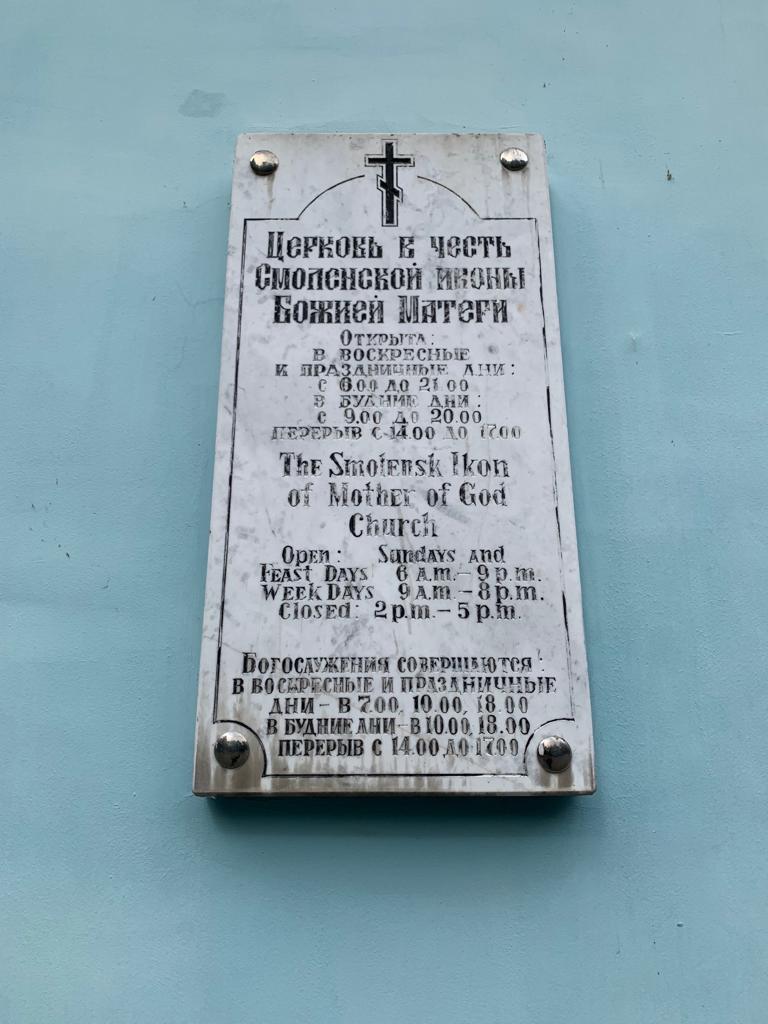 Церковь в честь
Смоленской иконы
Божией Матери
Открыта:
в воскресные
и праздничные дни:
с 6.00 до 21.00
в будние дни:
с 9.00 до 20.00
перерыв с 14.00 до 17.00
The Smolensk Ikon
of Mother of God
Church
Open: Sundays and
Feast Days 6 a.m.–9 p.m.
Week Days 9 a.m.–8 p.m.
Closed: 2 p.m.–5 p.m.
Богослужения совершаются:
в воскресные и праздничные
дни – в 7.00, 10.00, 18.00
в будние дни – в 10.00, 18.00
перерыв с 14.00 до 17.00